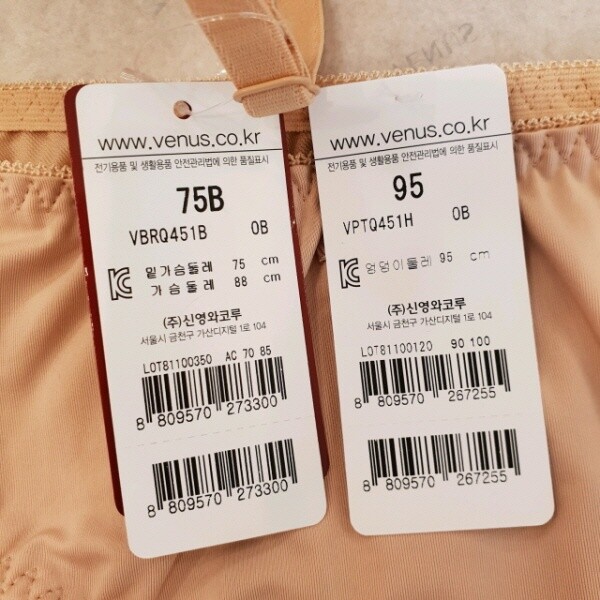 www.venus.co.kr
전기용품 및 생활용품 안전관리법에 의한 품질표시
75B
VBRQ451B 0B
밑가슴둘레 75 cm
가슴둘레 88 cm
(주)신영와코루
서울시 금천구 가산디지털 1로 104
LOT81100350 AC 70 85
8 809570 273300
8 809570 273300
www.venus.co.kr
전기용품 및 생활용품 안전관리법에 의한 품질표시
95
VPTQ451H 0B
엉덩이둘레 95 cm
(주)신영와코루
서울시 금천구 가산디지털 1로 104
LOT81100120 90 100
8 809570 267255
8 809570 267255
VENUS